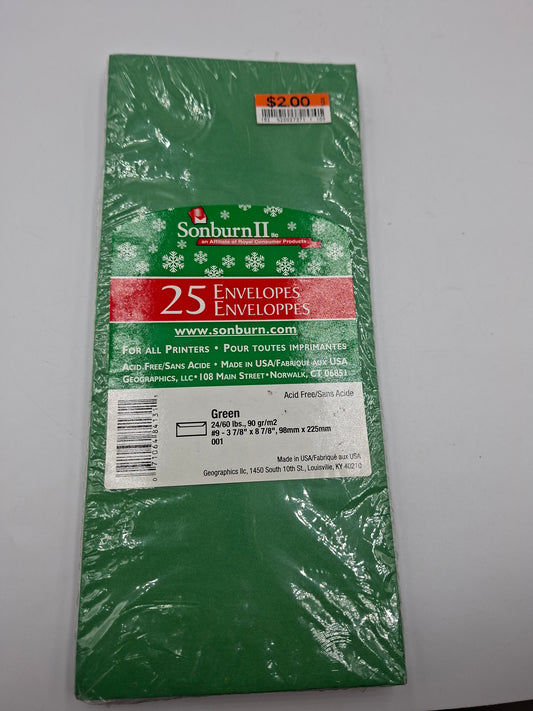 $2.00
Sonburn II llc
an Affiliate of Royal Consumer Products
25 ENVELOPES
ENVELOPPES
www.sonburn.com
FOR ALL PRINTERS • POUR TOUTES IMPRIMANTES
ACID FREE/SANS ACIDE • MADE IN USA/FABRIQUÉ AUX USA
GEOGRAPHICS, LLC • 108 MAIN STREET • NORWALK, CT 06851
Acid Free/Sans Acide
Green
24/60 lbs., 90 gr/m2
#9 - 3 7/8" x 8 7/8", 98mm x 225mm
001
Made in USA/Fabriqué aux USA
Geographics llc, 1450 South 10th St., Louisville, KY 40210